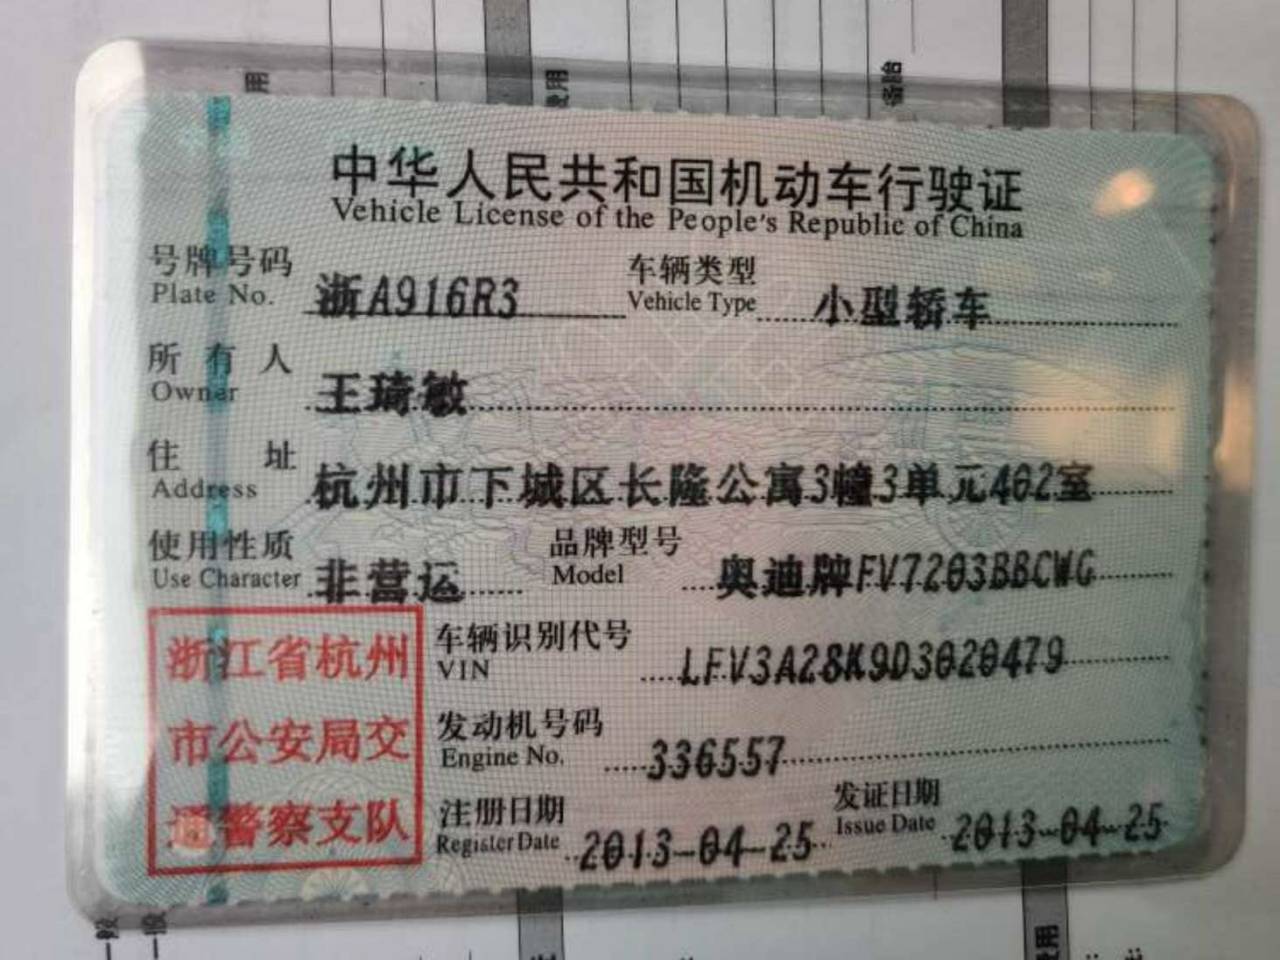 中华人民共和国机动车行驶证
Vehicle License of the People's Republic of China
号牌号码 浙A916R3 车辆类型 小型轿车
Plate No. Vehicle Type
所有人 王琦敏
Owner
住址 杭州市下城区长隆公寓3幢3单元402室
Address
使用性质 非营运 品牌型号 奥迪牌FV7203BBCWG
Use Character Model
浙江省杭州
市公安局交
通警察支队
车辆识别代号 LFV3A28K9D3020479
VIN
发动机号码 336557
Engine No.
注册日期 2013-04-25 发证日期 2013-04-25
Register Date Issue Date